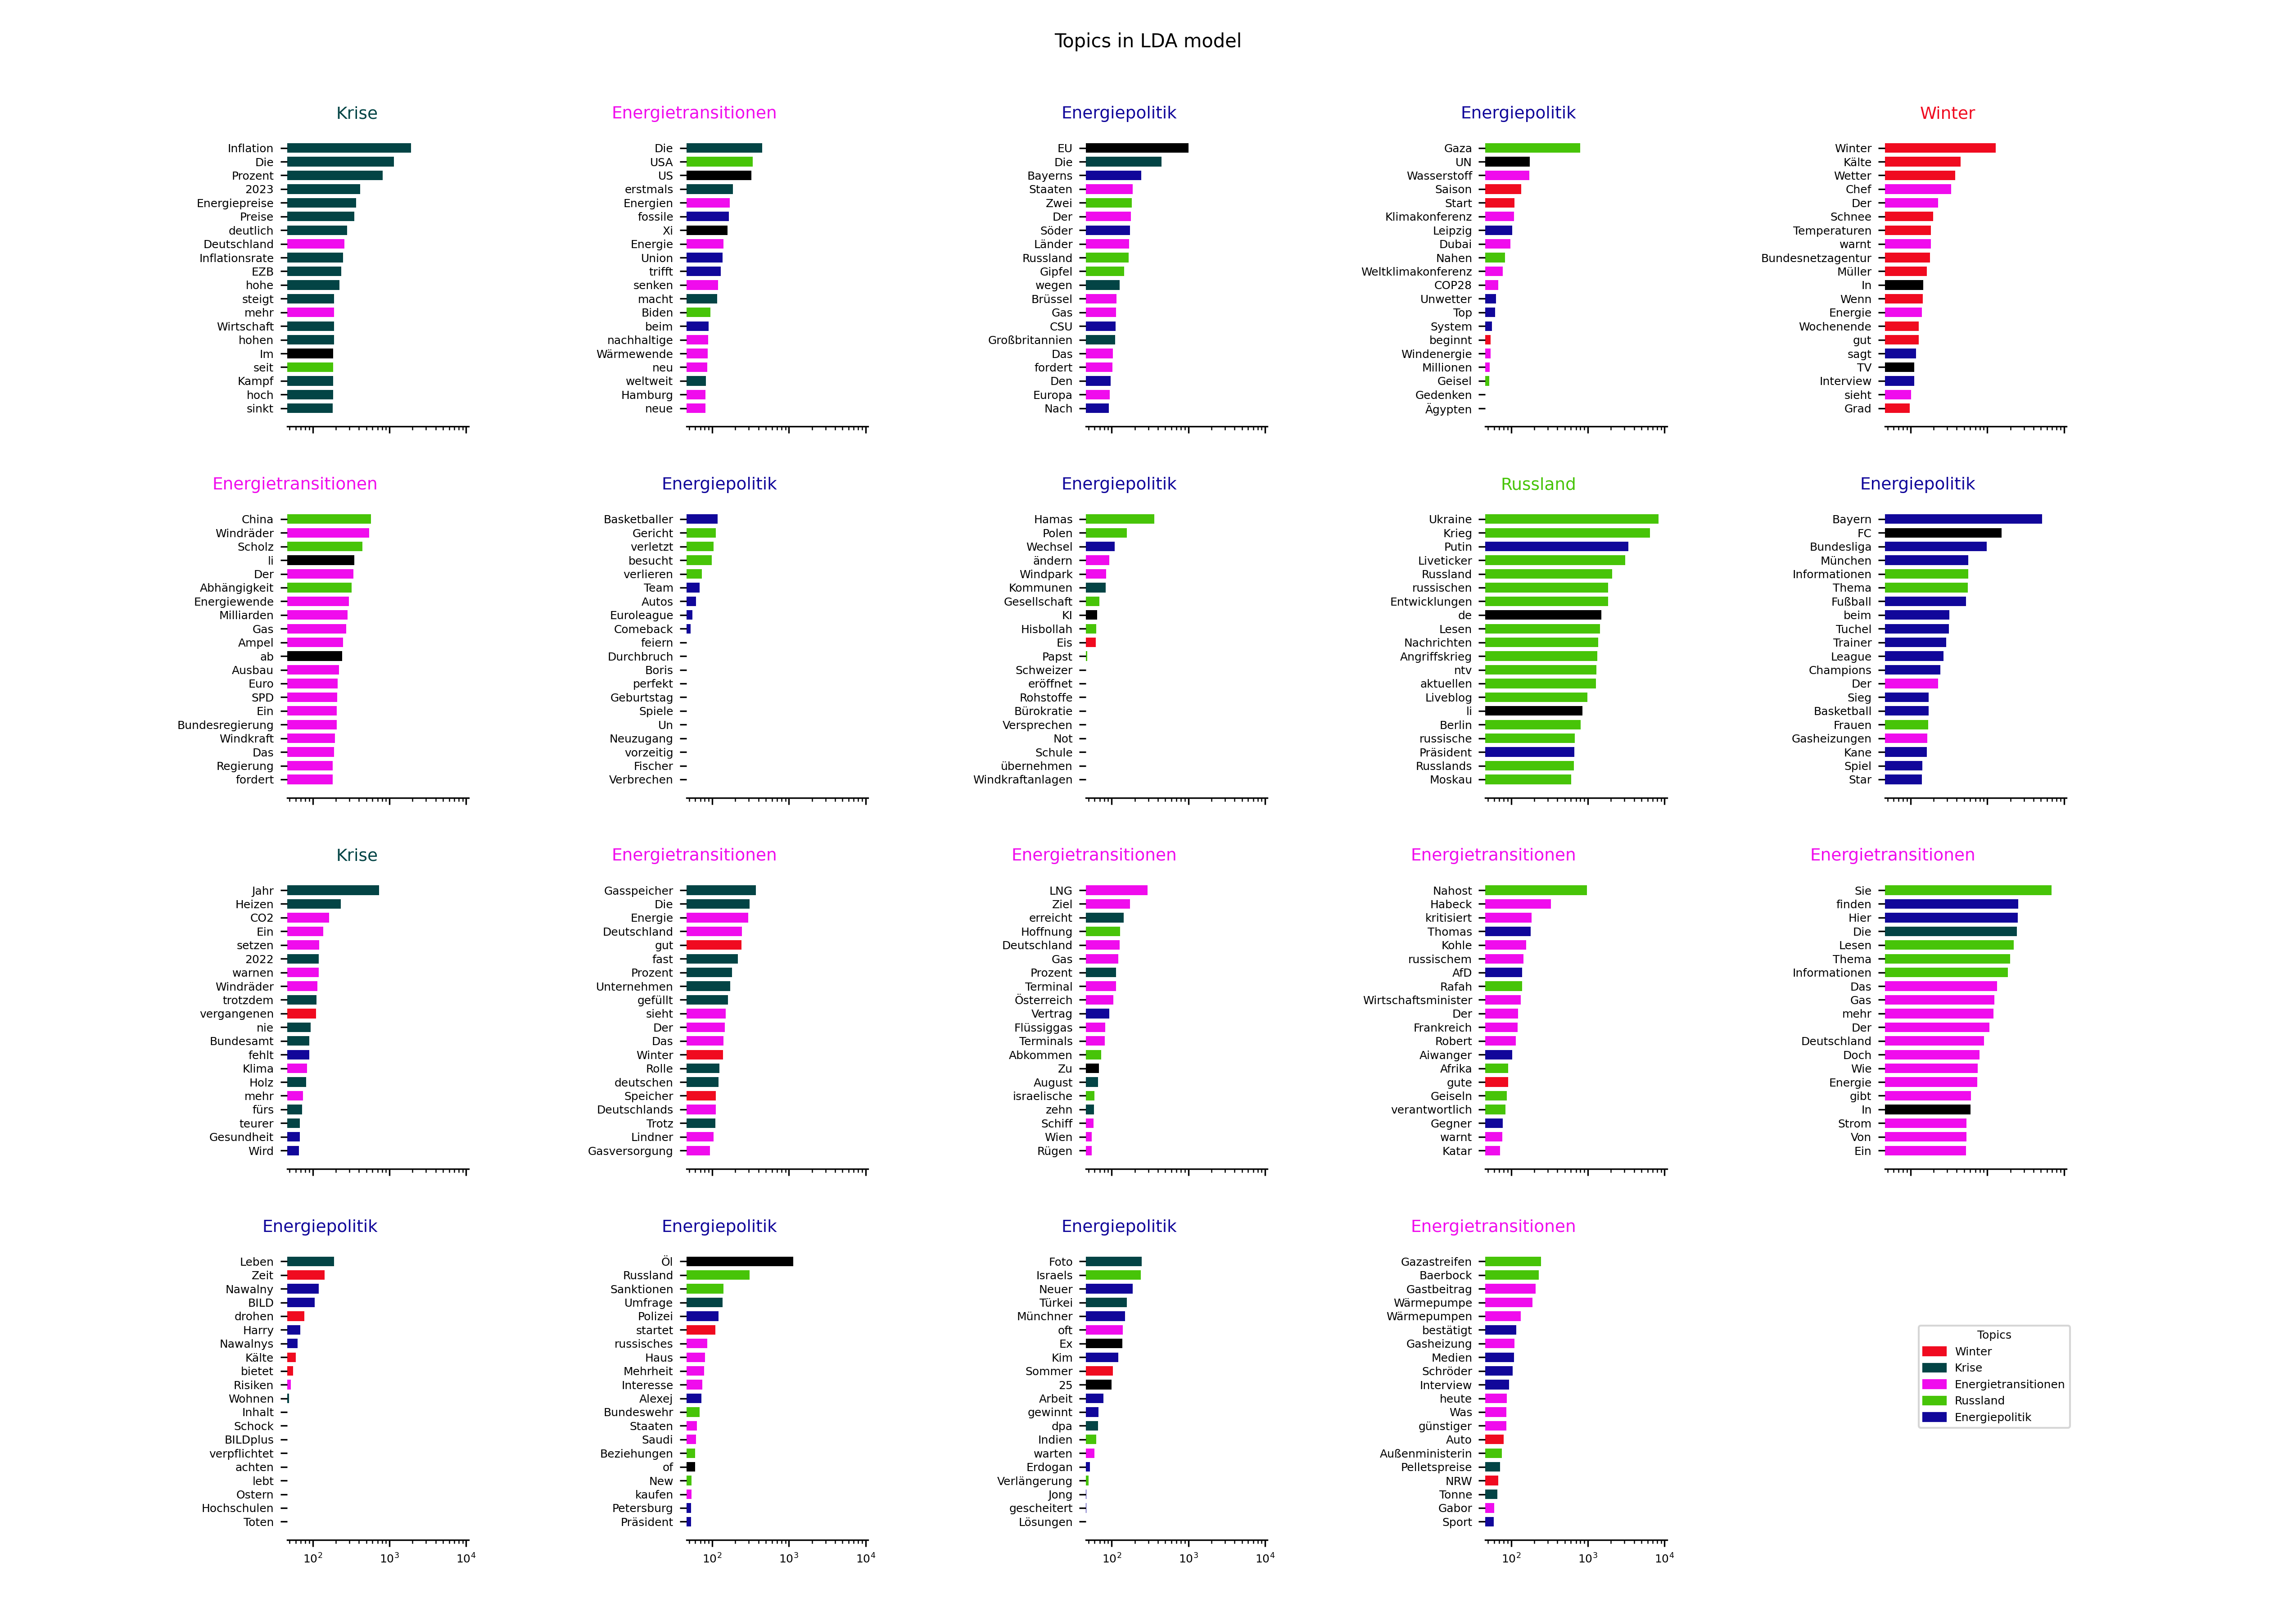 Topics in LDA model
Krise
Inflation
Die
Prozent
2023
Energiepreise
Preise
deutlich
Deutschland
Inflationsrate
EZB
hohe
steigt
mehr
Wirtschaft
hohen
Im
seit
Kampf
hoch
sinkt
Energietransitionen
Die
USA
US
erstmals
Energien
fossile
Xi
Energie
Union
trifft
senken
macht
Biden
beim
nachhaltige
Wärmewende
neu
weltweit
Hamburg
neue
Energiepolitik
EU
Die
Bayerns
Staaten
Zwei
Der
Söder
Länder
Russland
Gipfel
wegen
Brüssel
Gas
CSU
Großbritannien
Das
fordert
Den
Europa
Nach
Energiepolitik
Gaza
UN
Wasserstoff
Saison
Start
Klimakonferenz
Leipzig
Dubai
Nahen
Weltklimakonferenz
COP28
Unwetter
Top
System
beginnt
Windenergie
Millionen
Geisel
Gedenken
Ägypten
Winter
Winter
Kälte
Wetter
Chef
Der
Schnee
Temperaturen
warnt
Bundesnetzagentur
Müller
In
Wenn
Energie
Wochenende
gut
sagt
TV
Interview
sieht
Grad
Energietransitionen
China
Windräder
Scholz
li
Der
Abhängigkeit
Energiewende
Milliarden
Gas
Ampel
ab
Ausbau
Euro
SPD
Ein
Bundesregierung
Windkraft
Das
Regierung
fordert
Energiepolitik
Basketballer
Gericht
verletzt
besucht
verlieren
Team
Autos
Euroleague
Comeback
feiern
Durchbruch
Boris
perfekt
Geburtstag
Spiele
Un
Neuzugang
vorzeitig
Fischer
Verbrechen
Energiepolitik
Hamas
Polen
Wechsel
ändern
Windpark
Kommunen
Gesellschaft
KI
Hisbollah
Eis
Papst
Schweizer
eröffnet
Rohstoffe
Bürokratie
Versprechen
Not
Schule
übernehmen
Windkraftanlagen
Russland
Ukraine
Krieg
Putin
Liveticker
Russland
russischen
Entwicklungen
de
Lesen
Nachrichten
Angriffskrieg
ntv
aktuellen
Liveblog
li
Berlin
russische
Präsident
Russlands
Moskau
Energiepolitik
Bayern
FC
Bundesliga
München
Informationen
Thema
Fußball
beim
Tuchel
Trainer
League
Champions
Der
Sieg
Basketball
Frauen
Gasheizungen
Kane
Spiel
Star
Krise
Jahr
Heizen
CO2
Ein
setzen
2022
warnen
Windräder
trotzdem
vergangenen
nie
Bundesamt
fehlt
Klima
Holz
mehr
fürs
teurer
Gesundheit
Wird
Energietransitionen
Gasspeicher
Die
Energie
Deutschland
gut
fast
Prozent
Unternehmen
gefüllt
sieht
Der
Das
Winter
Rolle
deutschen
Speicher
Deutschlands
Trotz
Lindner
Gasversorgung
Energietransitionen
LNG
Ziel
erreicht
Hoffnung
Deutschland
Gas
Prozent
Terminal
Österreich
Vertrag
Flüssiggas
Terminals
Abkommen
Zu
August
israelische
zehn
Schiff
Wien
Rügen
Energietransitionen
Nahost
Habeck
kritisiert
Thomas
Kohle
russischem
AfD
Rafah
Wirtschaftsminister
Der
Frankreich
Robert
Aiwanger
Afrika
gute
Geiseln
verantwortlich
Gegner
warnt
Katar
Energietransitionen
Sie
finden
Hier
Die
Lesen
Thema
Informationen
Das
Gas
mehr
Der
Deutschland
Doch
Wie
Energie
gibt
In
Strom
Von
Ein
Energiepolitik
Leben
Zeit
Nawalny
BILD
drohen
Harry
Nawalnys
Kälte
bietet
Risiken
Wohnen
Inhalt
Schock
BILDplus
verpflichtet
achten
lebt
Ostern
Hochschulen
Toten
10² 10³ 10⁴
Energiepolitik
Öl
Russland
Sanktionen
Umfrage
Polizei
startet
russisches
Haus
Mehrheit
Interesse
Alexej
Bundeswehr
Staaten
Saudi
Beziehungen
of
New
kaufen
Petersburg
Präsident
10² 10³ 10⁴
Energiepolitik
Foto
Israels
Neuer
Türkei
Münchner
oft
Ex
Kim
Sommer
25
Arbeit
gewinnt
dpa
Indien
warten
Erdogan
Verlängerung
Jong
gescheitert
Lösungen
10² 10³ 10⁴
Energietransitionen
Gazastreifen
Baerbock
Gastbeitrag
Wärmepumpe
Wärmepumpen
bestätigt
Gasheizung
Medien
Schröder
Interview
heute
Was
günstiger
Auto
Außenministerin
Pelletspreise
NRW
Tonne
Gabor
Sport
10² 10³ 10⁴
Topics
Winter
Krise
Energietransitionen
Russland
Energiepolitik